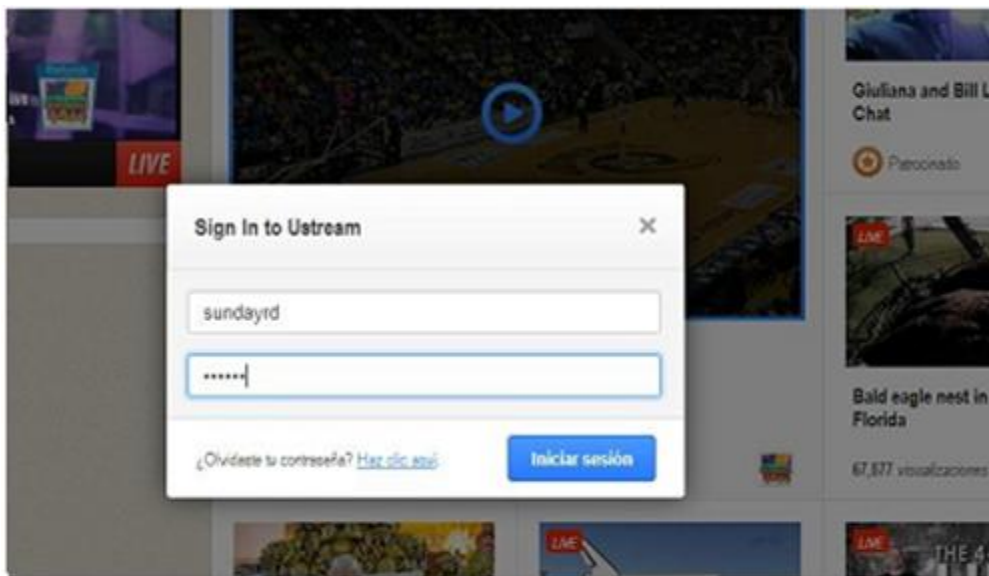 LIVE
Giuliana and Bill L
Chat
Patrocinado
Sign In to Ustream
×
sundayrd
••••••
¿Olvidaste tu contraseña? Haz clic aquí.
Iniciar sesión
LIVE
Bald eagle nest in
Florida
67,877 visualizaciones
LIVE
LIVE
THE 4